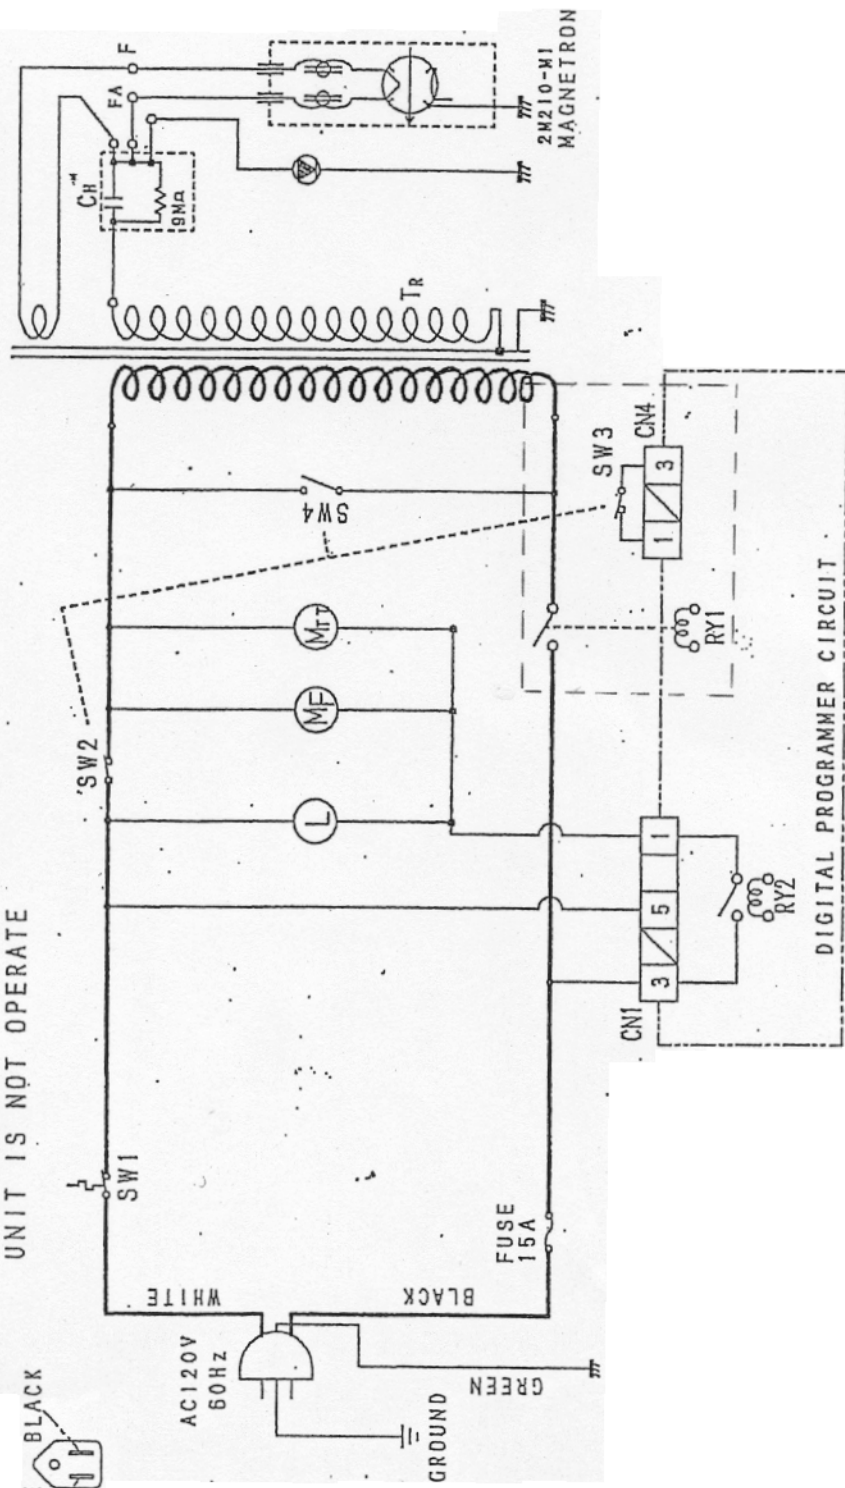 UNIT IS NOT OPERATE
BLACK
AC120V
60Hz
GROUND
WHITE
BLACK
GREEN
FUSE
15A
SW1
SW2
L
MF
MTT
SW4
SW3
CN4
1
3
RY1
CN1
3
5
1
RY2
DIGITAL PROGRAMMER CIRCUIT
TR
CH
9MΩ
FA
F
2M210-M1
MAGNETRON